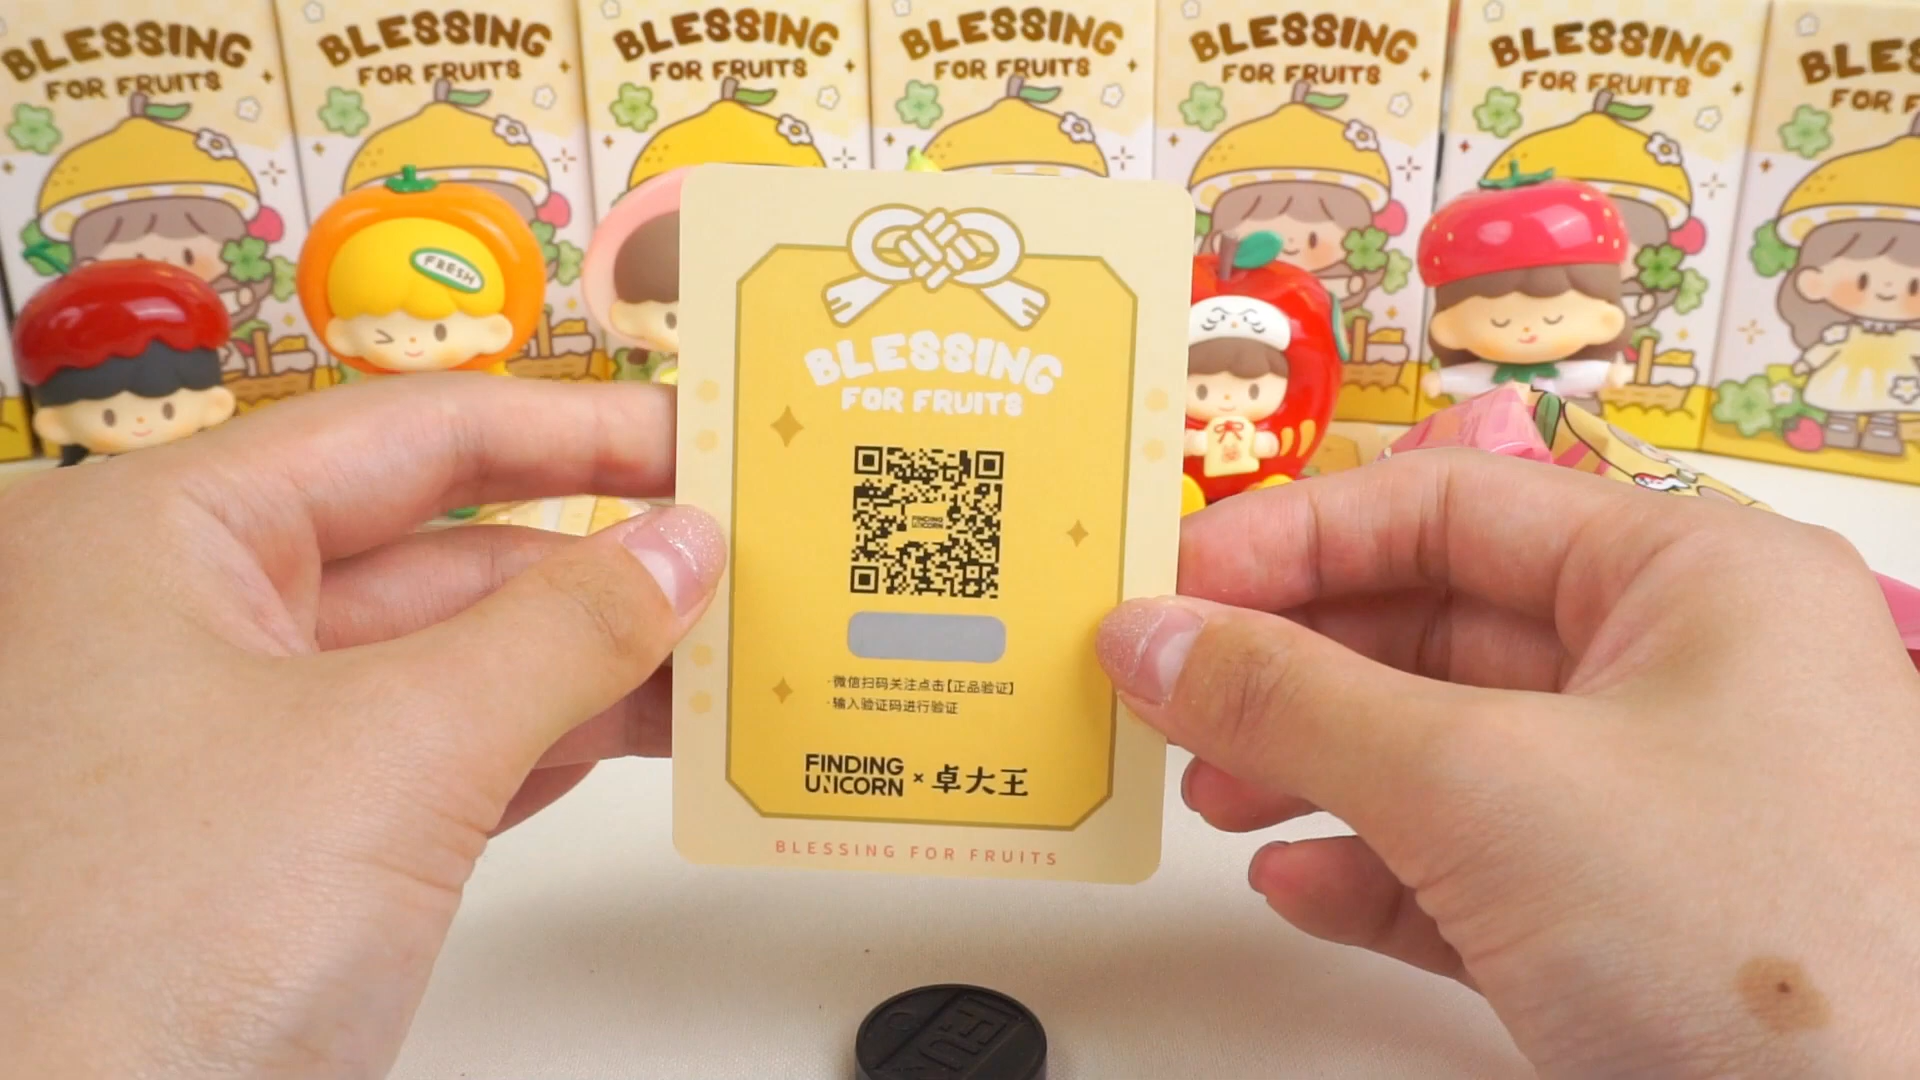 BLESSING
FOR FRUITS
BLESSING
FOR FRUITS
BLESSING
FOR FRUITS
BLESSING
FOR FRUITS
BLESSING
FOR FRUITS
BLESSING
FOR FRUITS
FRESH
BLESSING
FOR FRUITS
FINDING
UNICORN
·微信扫码关注点击【正品验证】
·输入验证码进行验证
FINDING
UNICORN × 卓大王
BLESSING FOR FRUITS